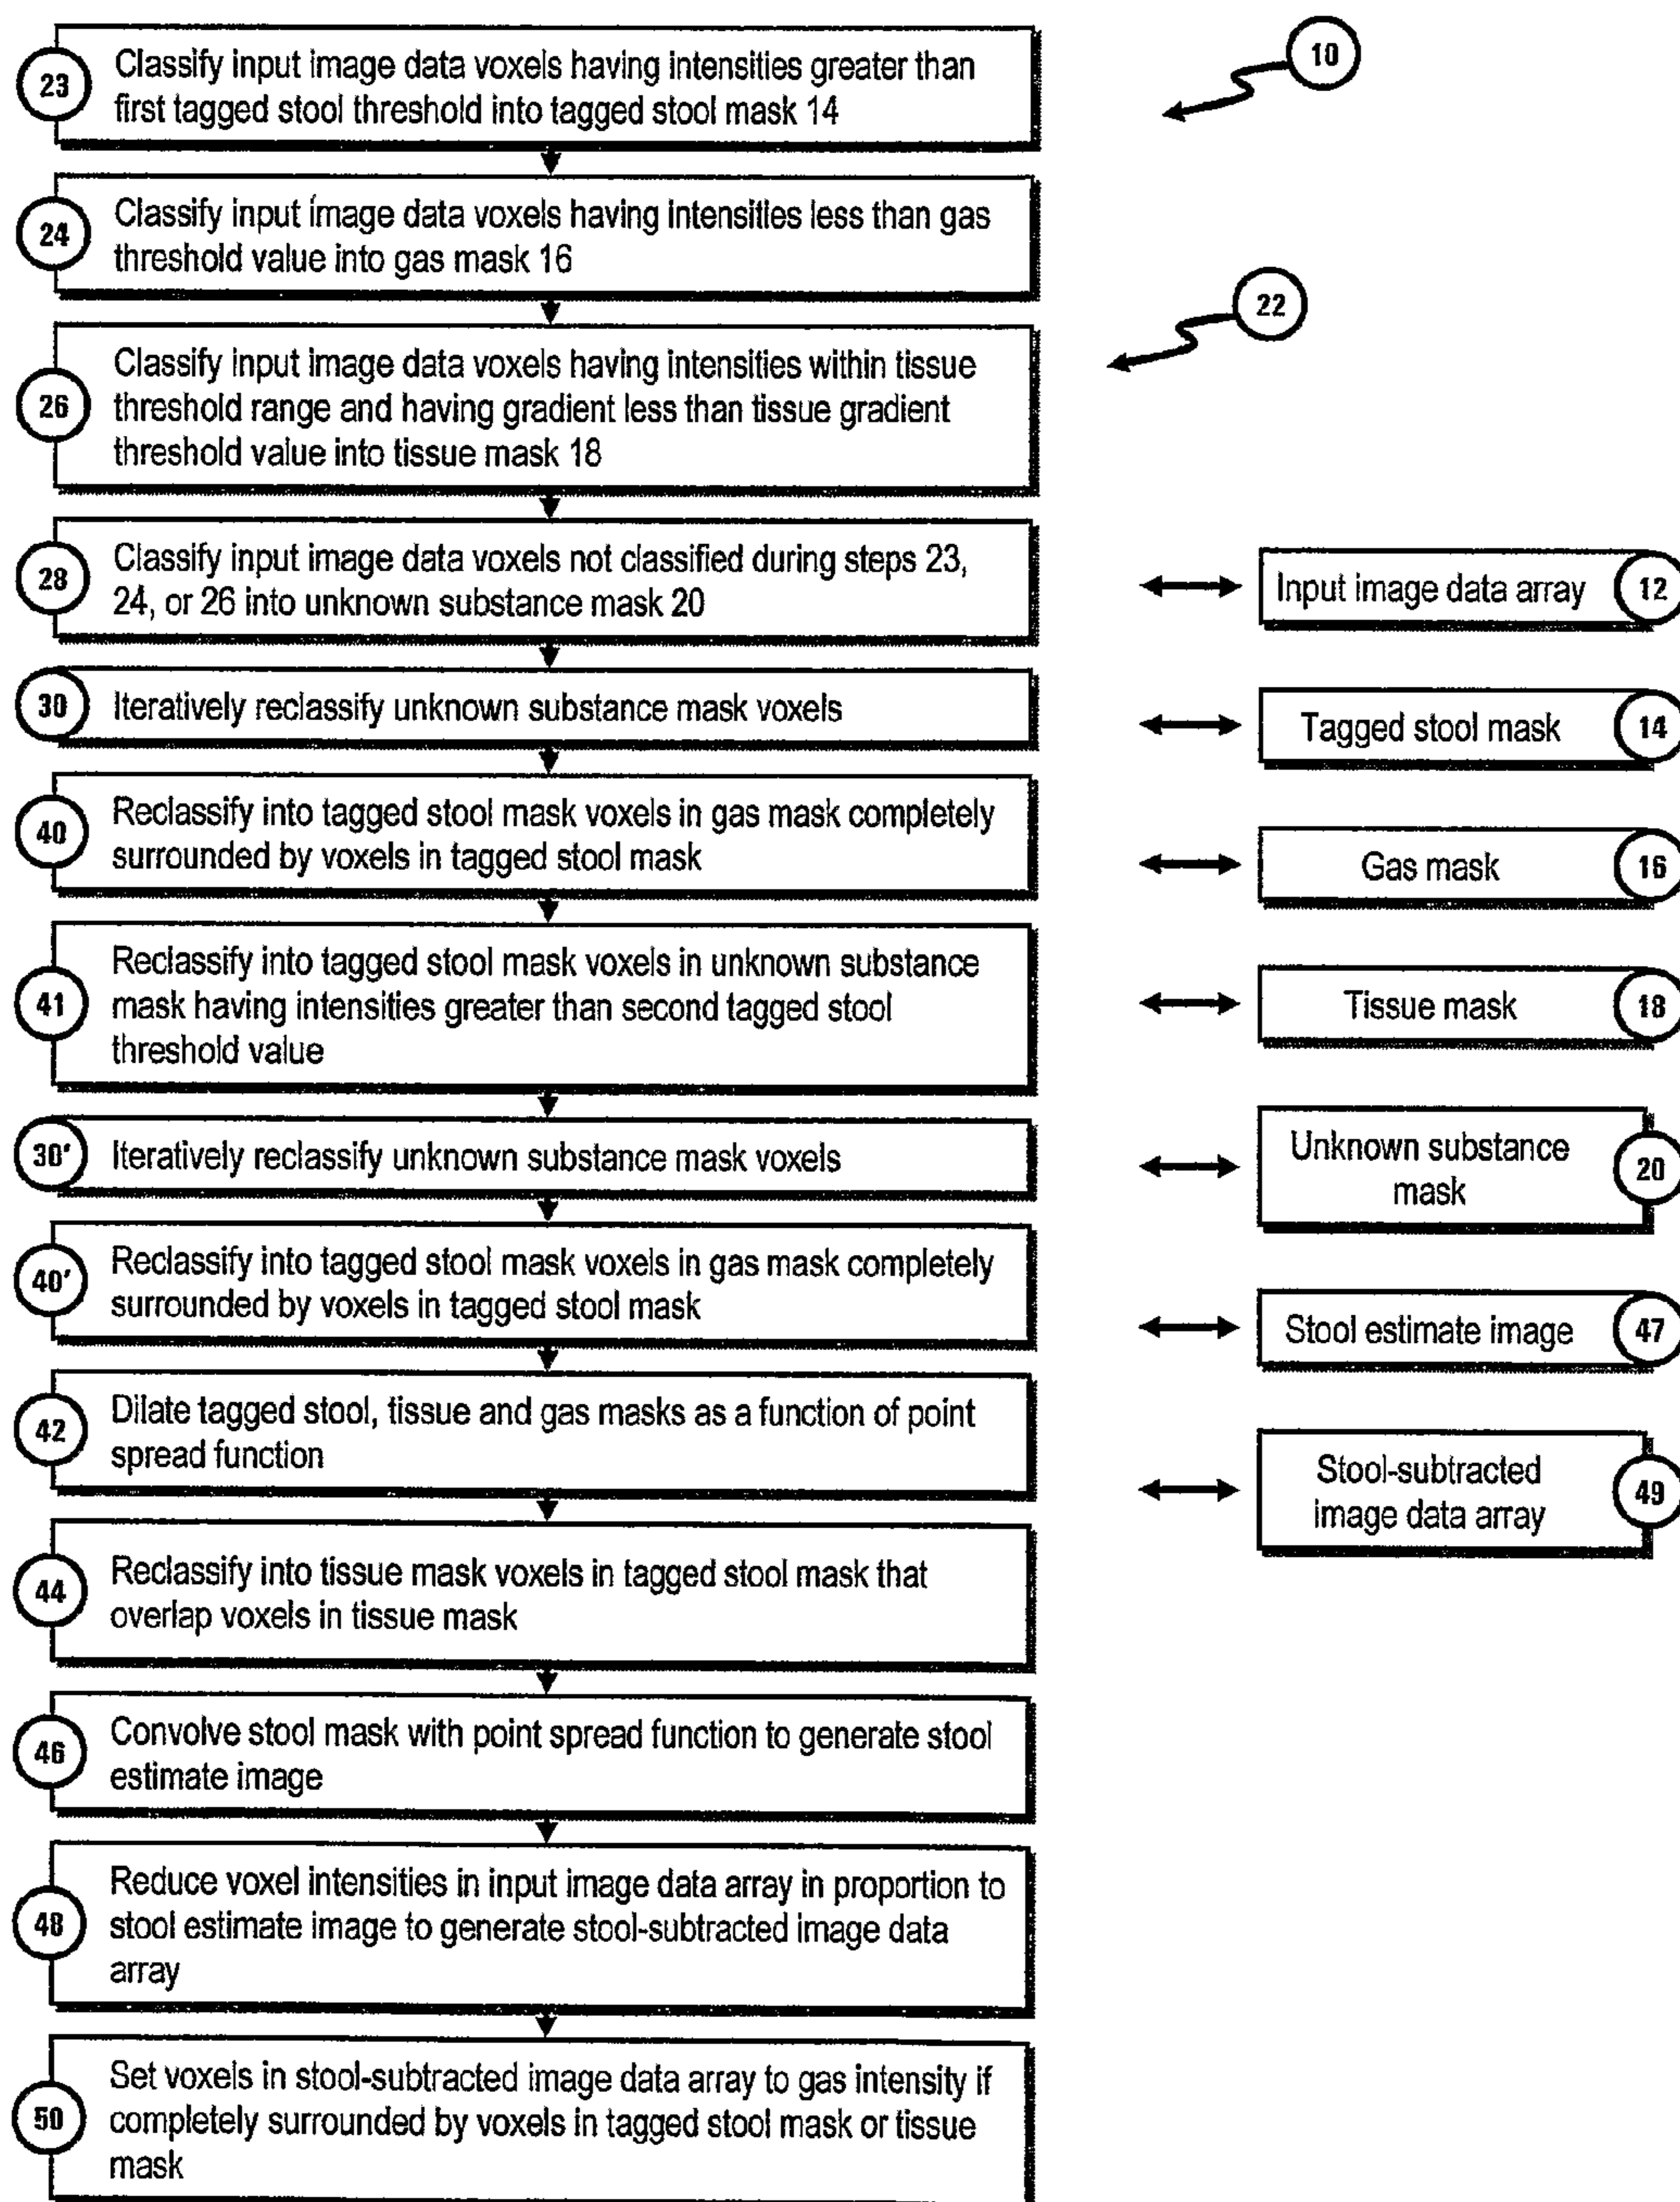 23
Classify input image data voxels having intensities greater than
first tagged stool threshold into tagged stool mask 14
10
24
Classify input image data voxels having intensities less than gas
threshold value into gas mask 16
22
26
Classify input image data voxels having intensities within tissue
threshold range and having gradient less than tissue gradient
threshold value into tissue mask 18
28
Classify input image data voxels not classified during steps 23,
24, or 26 into unknown substance mask 20
30
Iteratively reclassify unknown substance mask voxels
40
Reclassify into tagged stool mask voxels in gas mask completely
surrounded by voxels in tagged stool mask
41
Reclassify into tagged stool mask voxels in unknown substance
mask having intensities greater than second tagged stool
threshold value
30'
Iteratively reclassify unknown substance mask voxels
40'
Reclassify into tagged stool mask voxels in gas mask completely
surrounded by voxels in tagged stool mask
42
Dilate tagged stool, tissue and gas masks as a function of point
spread function
44
Reclassify into tissue mask voxels in tagged stool mask that
overlap voxels in tissue mask
46
Convolve stool mask with point spread function to generate stool
estimate image
48
Reduce voxel intensities in input image data array in proportion to
stool estimate image to generate stool-subtracted image data
array
50
Set voxels in stool-subtracted image data array to gas intensity if
completely surrounded by voxels in tagged stool mask or tissue
mask
Input image data array
12
Tagged stool mask
14
Gas mask
16
Tissue mask
18
Unknown substance
mask
20
Stool estimate image
47
Stool-subtracted
image data array
49